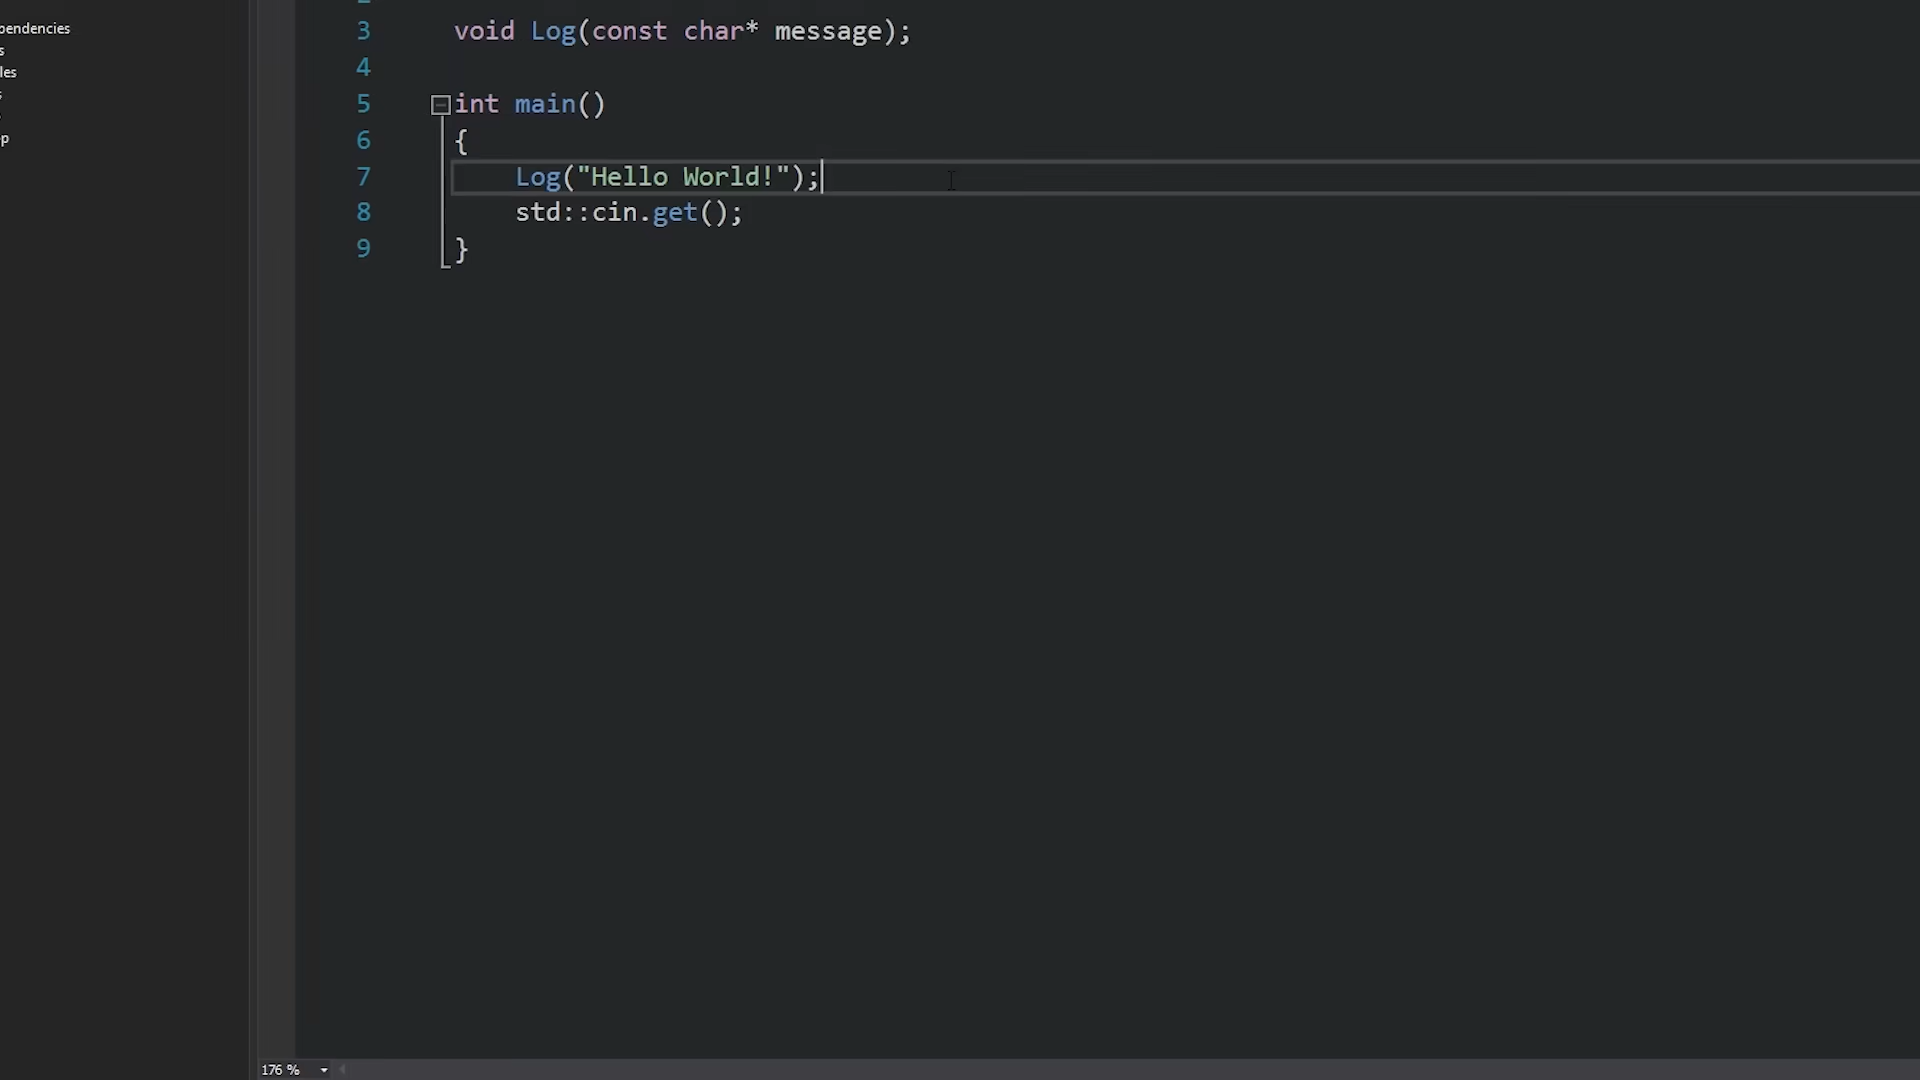 pendencies
s
les
p
3 void Log(const char* message);
4
5 int main()
6 {
7 Log("Hello World!");
8 std::cin.get();
9 }
176 %